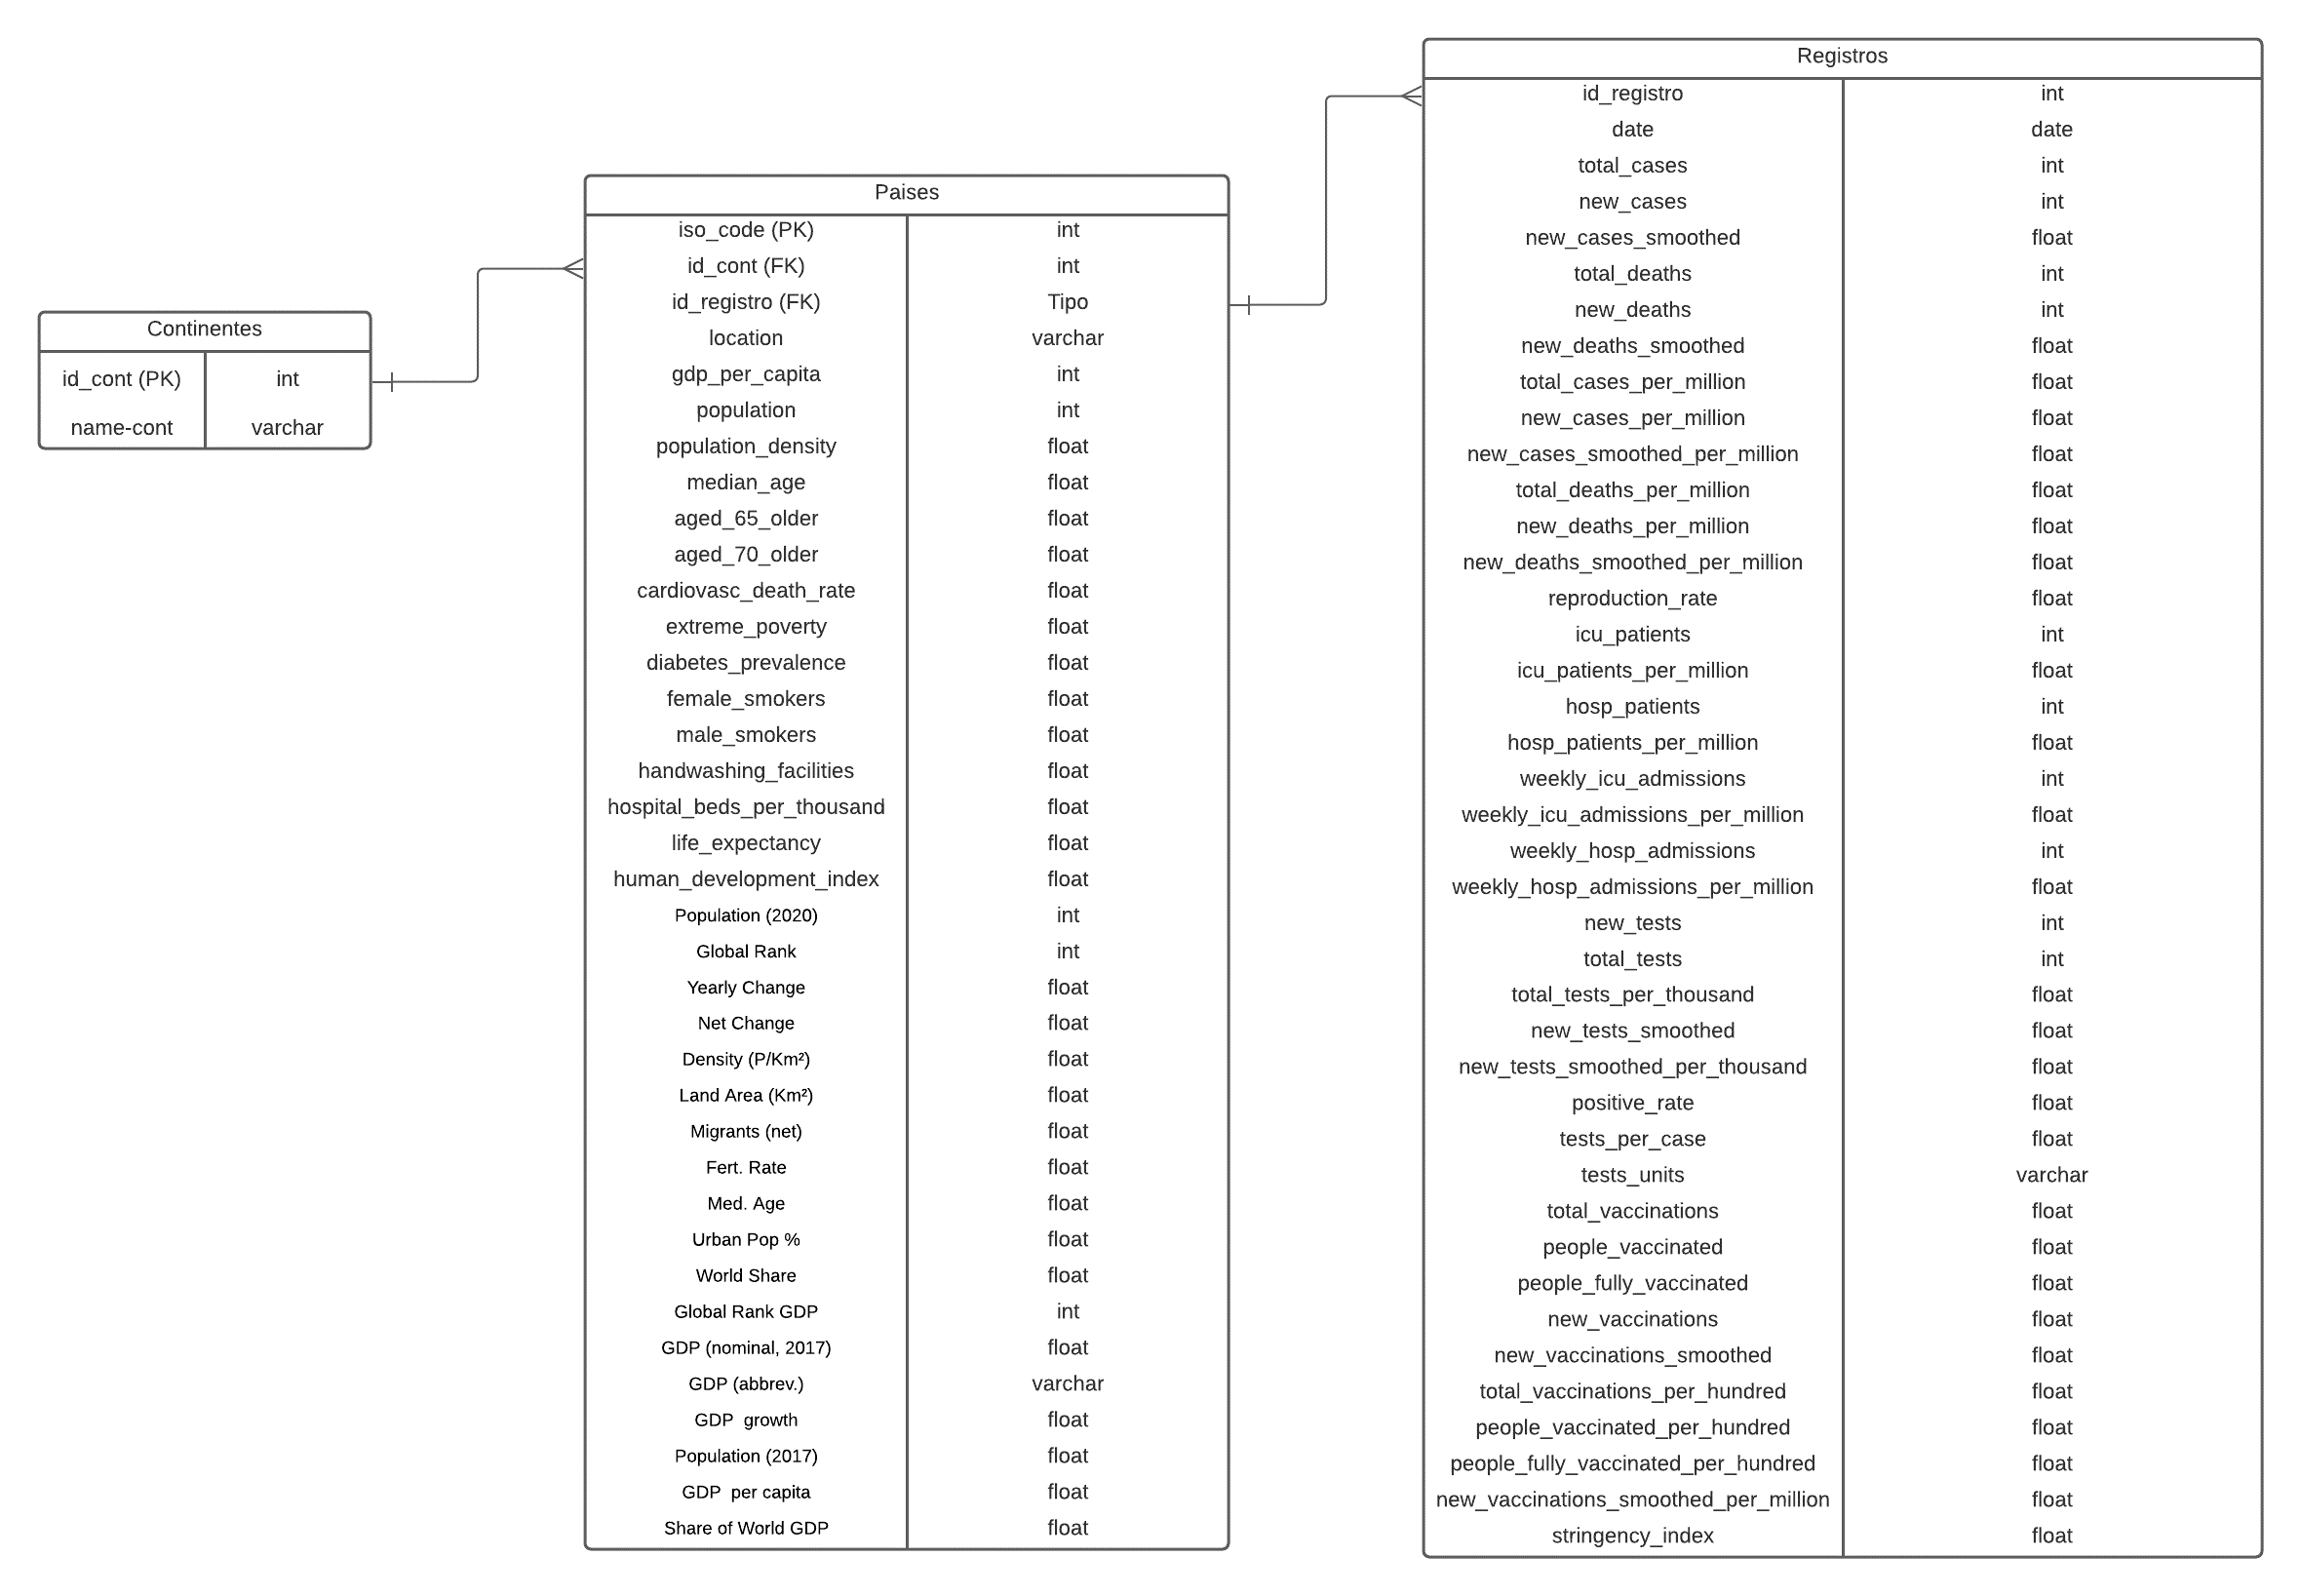 Continentes
id_cont (PK) int
name-cont varchar
Paises
iso_code (PK) int
id_cont (FK) int
id_registro (FK) Tipo
location varchar
gdp_per_capita int
population int
population_density float
median_age float
aged_65_older float
aged_70_older float
cardiovasc_death_rate float
extreme_poverty float
diabetes_prevalence float
female_smokers float
male_smokers float
handwashing_facilities float
hospital_beds_per_thousand float
life_expectancy float
human_development_index float
Population (2020) int
Global Rank int
Yearly Change float
Net Change float
Density (P/Km²) float
Land Area (Km²) float
Migrants (net) float
Fert. Rate float
Med. Age float
Urban Pop % float
World Share float
Global Rank GDP int
GDP (nominal, 2017) float
GDP (abbrev.) varchar
GDP  growth float
Population (2017) float
GDP  per capita float
Share of World GDP float
Registros
id_registro int
date date
total_cases int
new_cases int
new_cases_smoothed float
total_deaths int
new_deaths int
new_deaths_smoothed float
total_cases_per_million float
new_cases_per_million float
new_cases_smoothed_per_million float
total_deaths_per_million float
new_deaths_per_million float
new_deaths_smoothed_per_million float
reproduction_rate float
icu_patients int
icu_patients_per_million float
hosp_patients int
hosp_patients_per_million float
weekly_icu_admissions int
weekly_icu_admissions_per_million float
weekly_hosp_admissions int
weekly_hosp_admissions_per_million float
new_tests int
total_tests int
total_tests_per_thousand float
new_tests_smoothed float
new_tests_smoothed_per_thousand float
positive_rate float
tests_per_case float
tests_units varchar
total_vaccinations float
people_vaccinated float
people_fully_vaccinated float
new_vaccinations float
new_vaccinations_smoothed float
total_vaccinations_per_hundred float
people_vaccinated_per_hundred float
people_fully_vaccinated_per_hundred float
new_vaccinations_smoothed_per_million float
stringency_index float